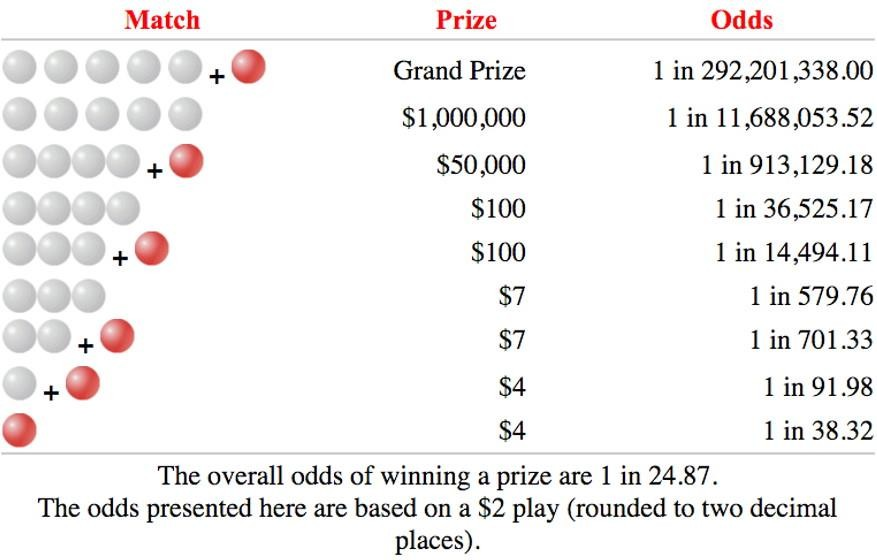 Match Prize Odds
+ Grand Prize 1 in 292,201,338.00
$1,000,000 1 in 11,688,053.52
+ $50,000 1 in 913,129.18
$100 1 in 36,525.17
+ $100 1 in 14,494.11
$7 1 in 579.76
+ $7 1 in 701.33
+ $4 1 in 91.98
$4 1 in 38.32
The overall odds of winning a prize are 1 in 24.87.
The odds presented here are based on a $2 play (rounded to two decimal
places).